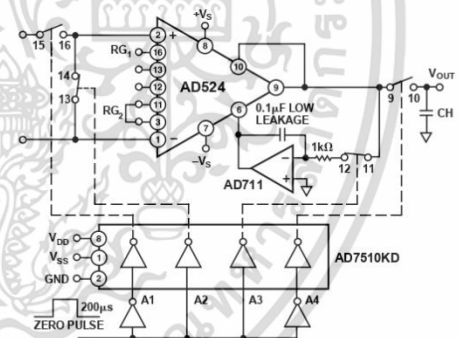 +VS
15 16
2 + 8
RG1 16
10
13
14
12
AD524
9
VOUT
13
RG2 11
3
6
0.1µF LOW
LEAKAGE
9 10
CH
1 − 7
−VS
1kΩ
− +
12 11
AD711
VDD 8
VSS 1
GND 2
AD7510KD
200µs
ZERO PULSE
A1 A2 A3 A4